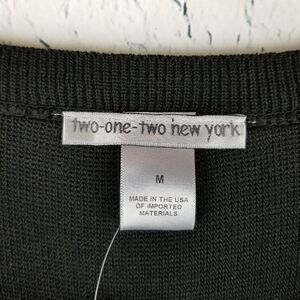 two-one-two new york
M
MADE IN THE USA
OF IMPORTED
MATERIALS